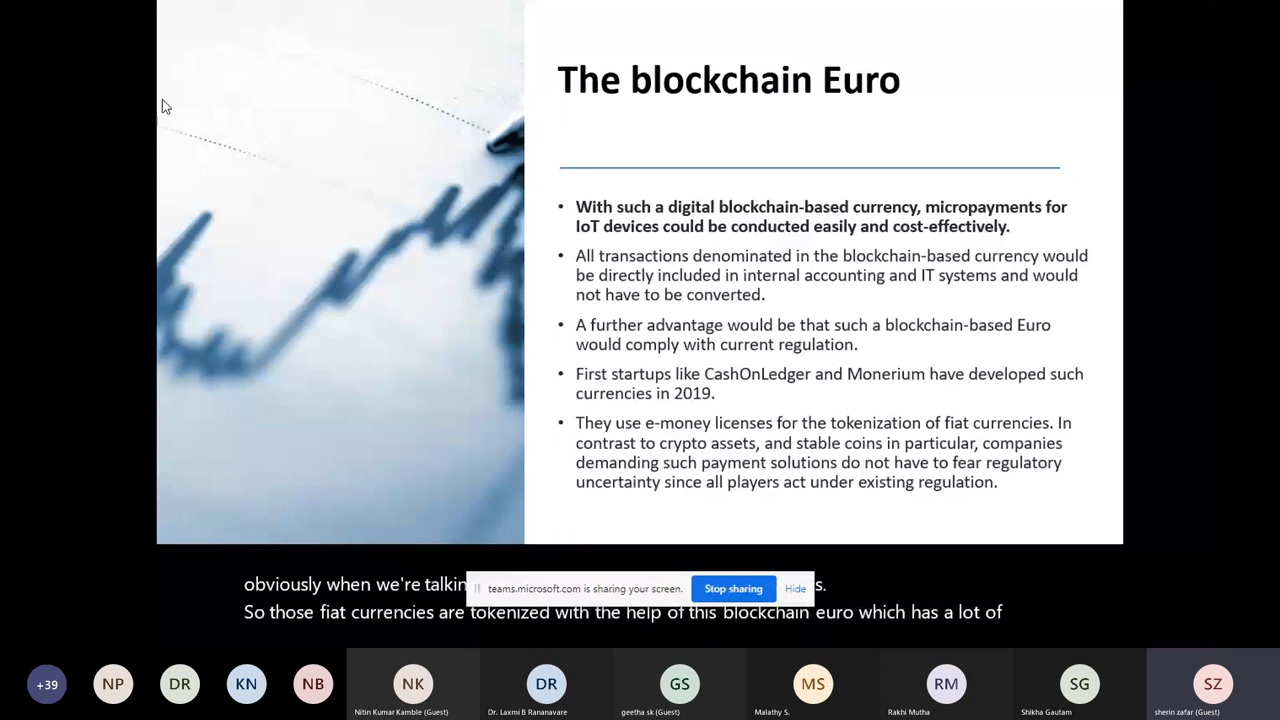 The blockchain Euro
• With such a digital blockchain-based currency, micropayments for
IoT devices could be conducted easily and cost-effectively.
• All transactions denominated in the blockchain-based currency would
be directly included in internal accounting and IT systems and would
not have to be converted.
• A further advantage would be that such a blockchain-based Euro
would comply with current regulation.
• First startups like CashOnLedger and Monerium have developed such
currencies in 2019.
• They use e-money licenses for the tokenization of fiat currencies. In
contrast to crypto assets, and stable coins in particular, companies
demanding such payment solutions do not have to fear regulatory
uncertainty since all players act under existing regulation.
obviously when we're talkin s.
teams.microsoft.com is sharing your screen. Stop sharing Hide
So those fiat currencies are tokenized with the help of this blockchain euro which has a lot of
+39 NP DR KN NB NK DR GS MS RM SG SZ
Nitin Kumar Kamble (Guest) Dr. Laxmi B Rananavare geetha sk (Guest) Malathy S. Rakhi Mutha Shikha Gautam sherin zafar (Guest)